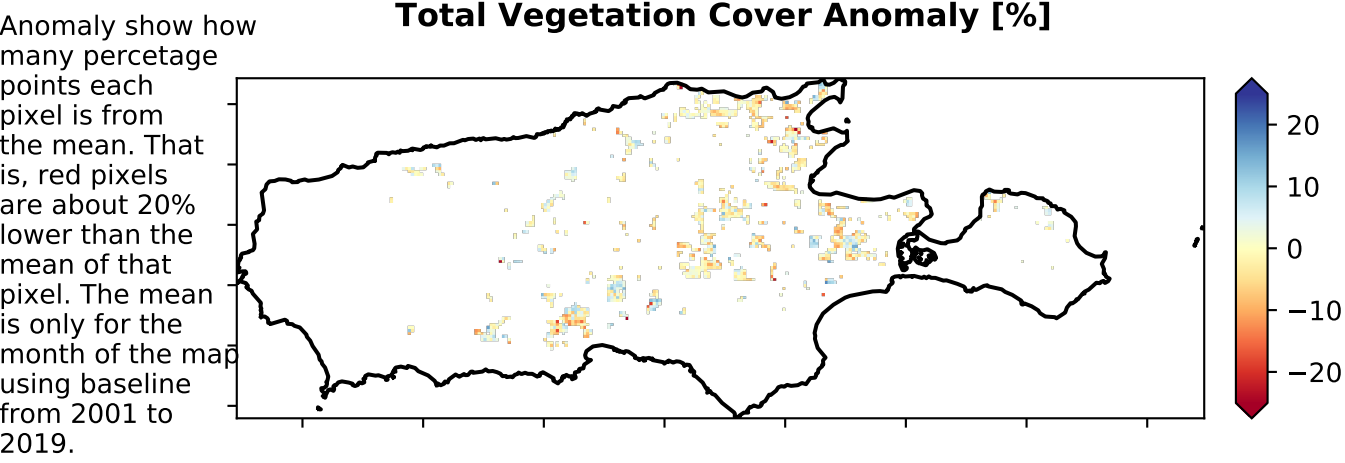 Total Vegetation Cover Anomaly [%]
Anomaly show how
many percetage
points each
pixel is from
the mean. That
is, red pixels
are about 20%
lower than the
mean of that
pixel. The mean
is only for the
month of the map
using baseline
from 2001 to
2019.
20
10
0
−10
−20